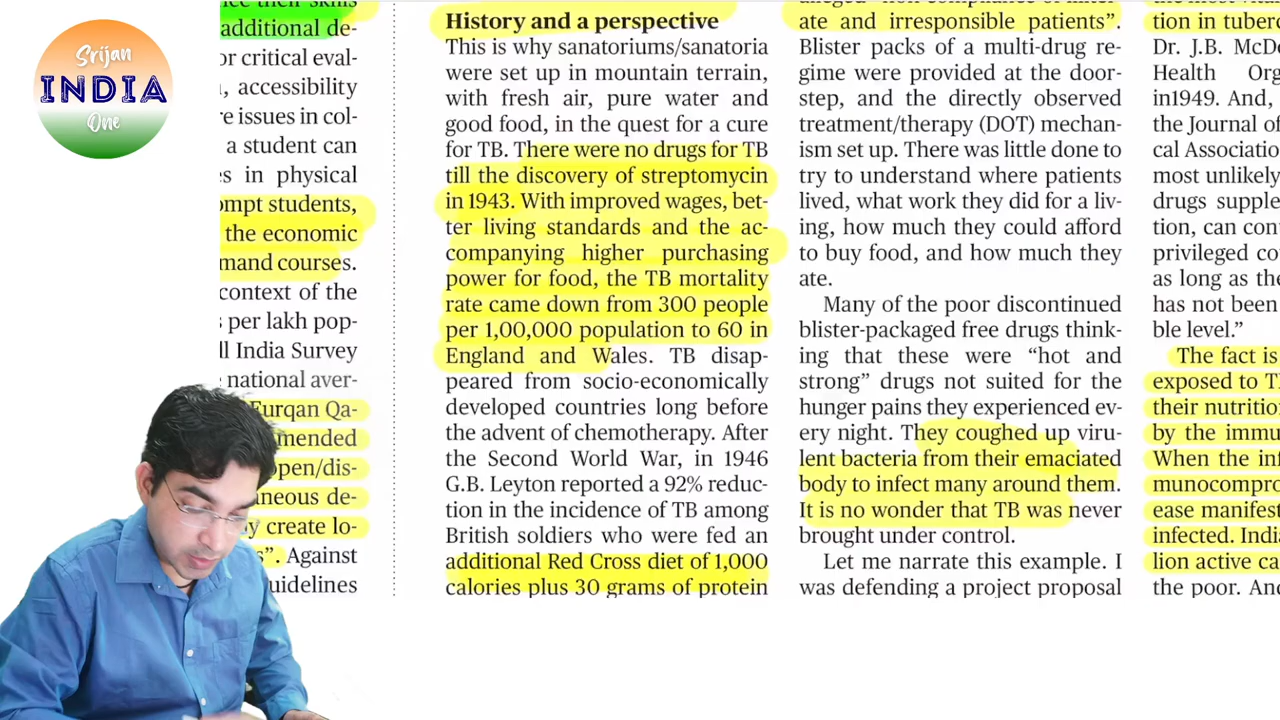 Srijan
INDIA
One
additional de-
or critical eval-
, accessibility
e issues in col-
a student can
s in physical
ompt students,
the economic
mand courses.
context of the
s per lakh pop-
ll India Survey
national aver-
Furqan Qa-
mended
open/dis-
aneous de-
y create lo-
s”. Against
uidelines
History and a perspective
This is why sanatoriums/sanatoria
were set up in mountain terrain,
with fresh air, pure water and
good food, in the quest for a cure
for TB. There were no drugs for TB
till the discovery of streptomycin
in 1943. With improved wages, bet-
ter living standards and the ac-
companying higher purchasing
power for food, the TB mortality
rate came down from 300 people
per 1,00,000 population to 60 in
England and Wales. TB disap-
peared from socio-economically
developed countries long before
the advent of chemotherapy. After
the Second World War, in 1946
G.B. Leyton reported a 92% reduc-
tion in the incidence of TB among
British soldiers who were fed an
additional Red Cross diet of 1,000
calories plus 30 grams of protein
ate and irresponsible patients”.
Blister packs of a multi-drug re-
gime were provided at the door-
step, and the directly observed
treatment/therapy (DOT) mechan-
ism set up. There was little done to
try to understand where patients
lived, what work they did for a liv-
ing, how much they could afford
to buy food, and how much they
ate.
Many of the poor discontinued
blister-packaged free drugs think-
ing that these were “hot and
strong” drugs not suited for the
hunger pains they experienced ev-
ery night. They coughed up viru-
lent bacteria from their emaciated
body to infect many around them.
It is no wonder that TB was never
brought under control.
Let me narrate this example. I
was defending a project proposal
tion in tuberc
Dr. J.B. McDo
Health Org
in1949. And,
the Journal of
cal Associatio
most unlikely
drugs supple
tion, can con
privileged co
as long as the
has not been
ble level.”
The fact is
exposed to T
their nutritio
by the immu
When the inf
munocompro
ease manifest
infected. Indi
lion active ca
the poor. And